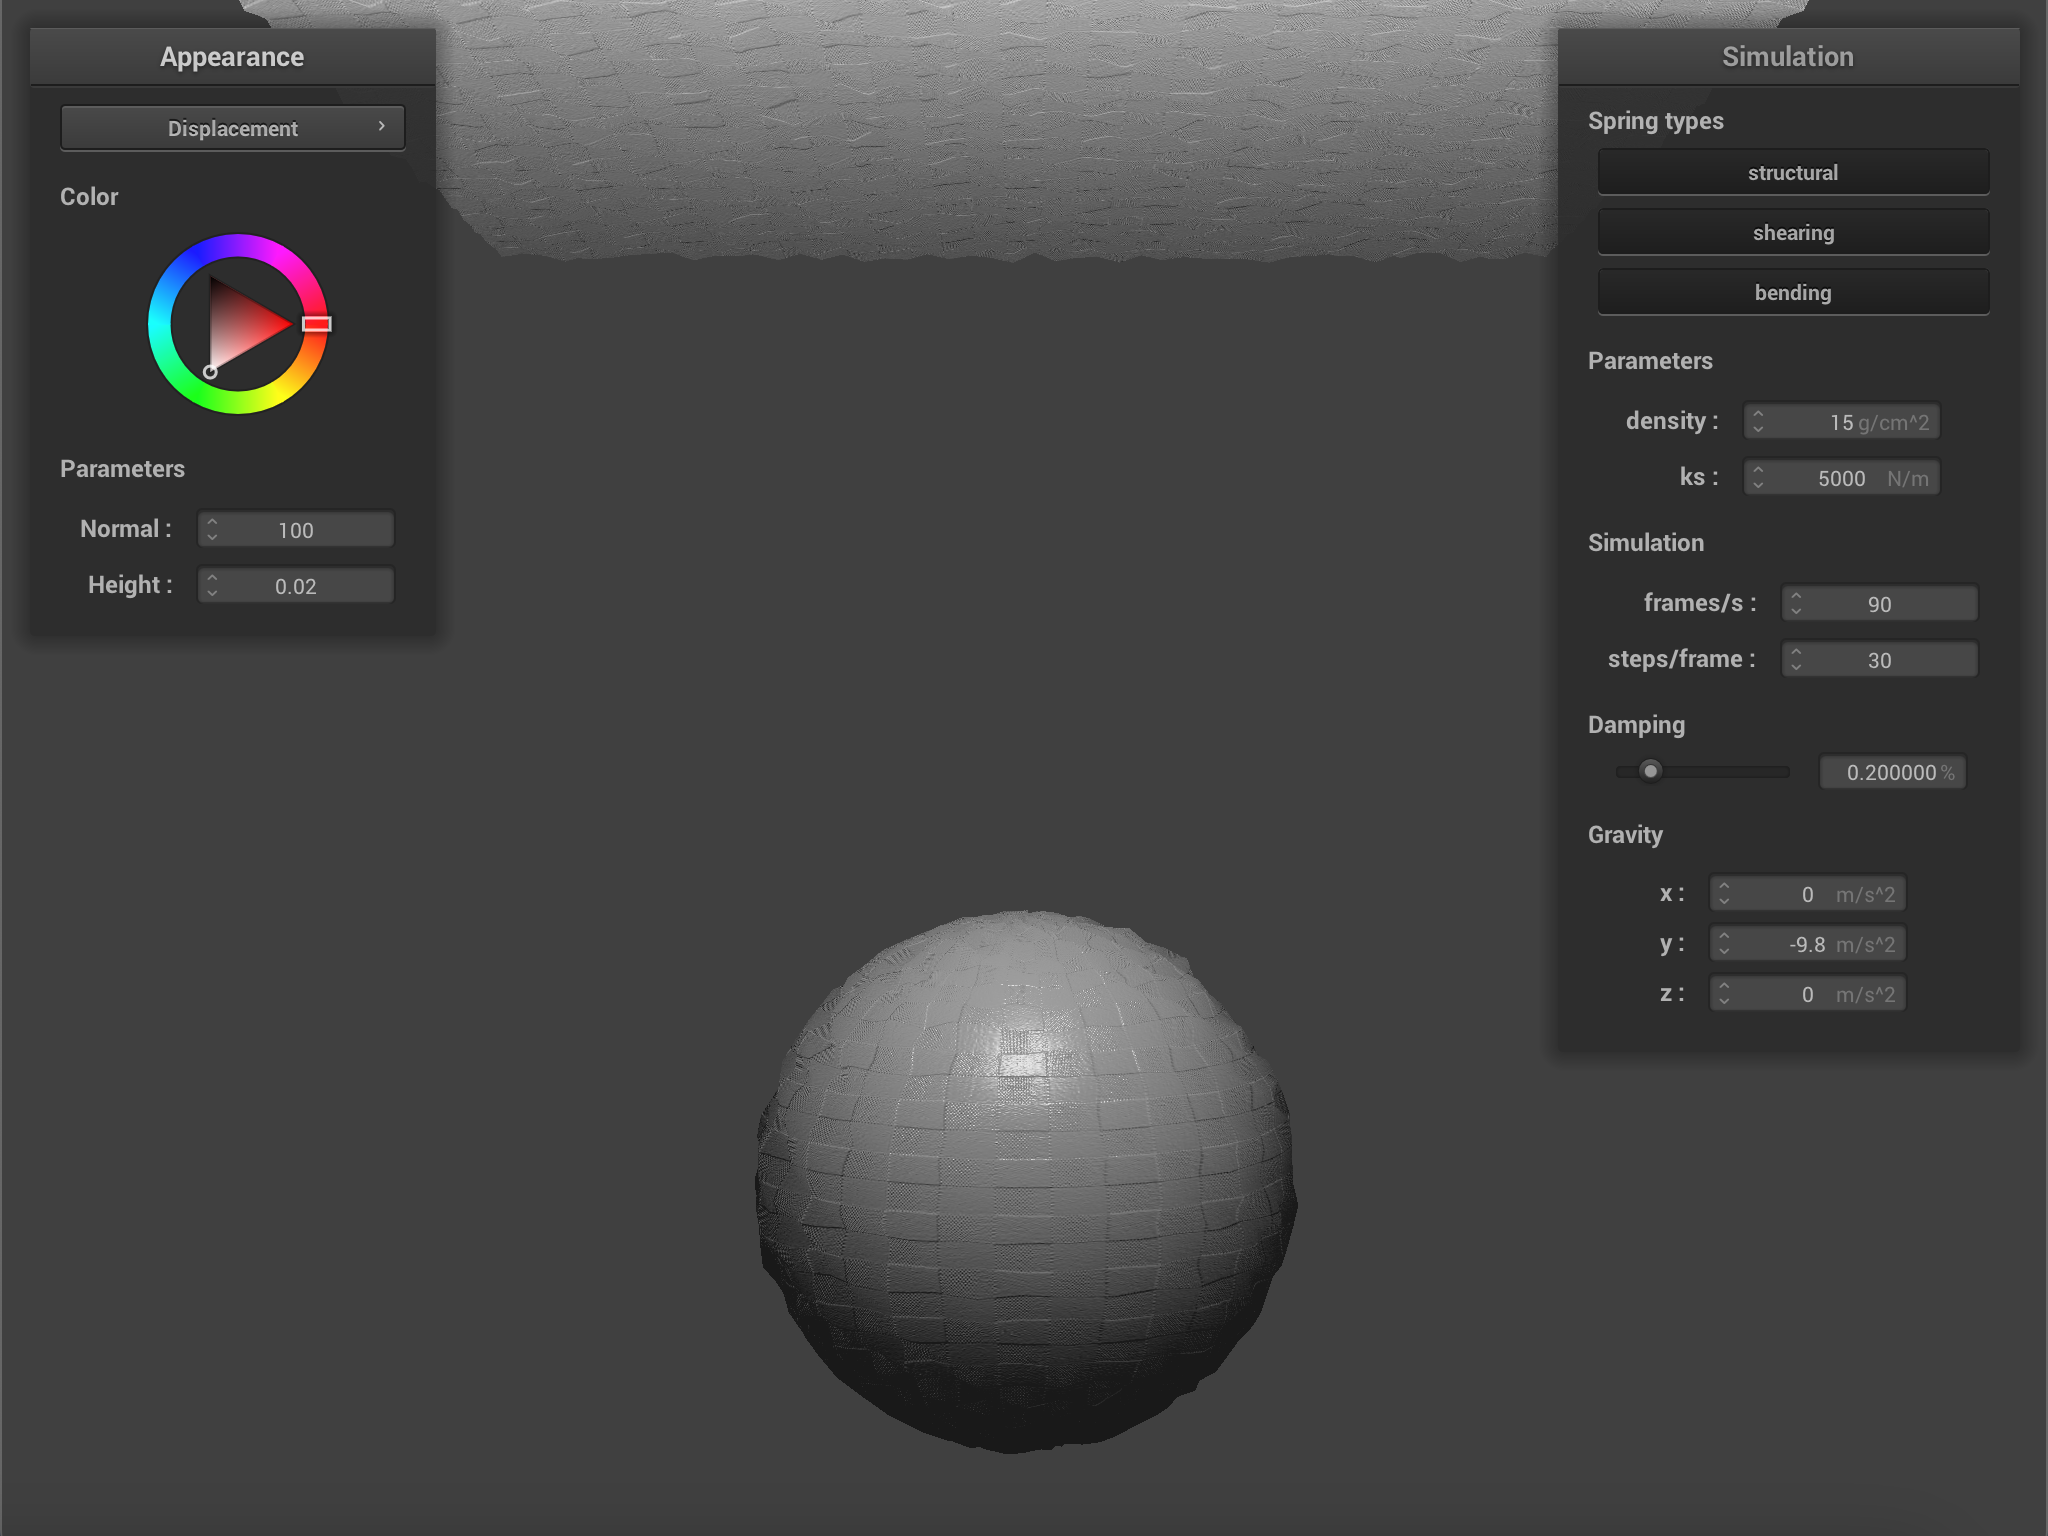 Appearance
Displacement ›
Color
Parameters
Normal : 100
Height : 0.02
Simulation
Spring types
structural
shearing
bending
Parameters
density : 15 g/cm^2
ks : 5000 N/m
Simulation
frames/s : 90
steps/frame : 30
Damping
0.200000 %
Gravity
x : 0 m/s^2
y : -9.8 m/s^2
z : 0 m/s^2